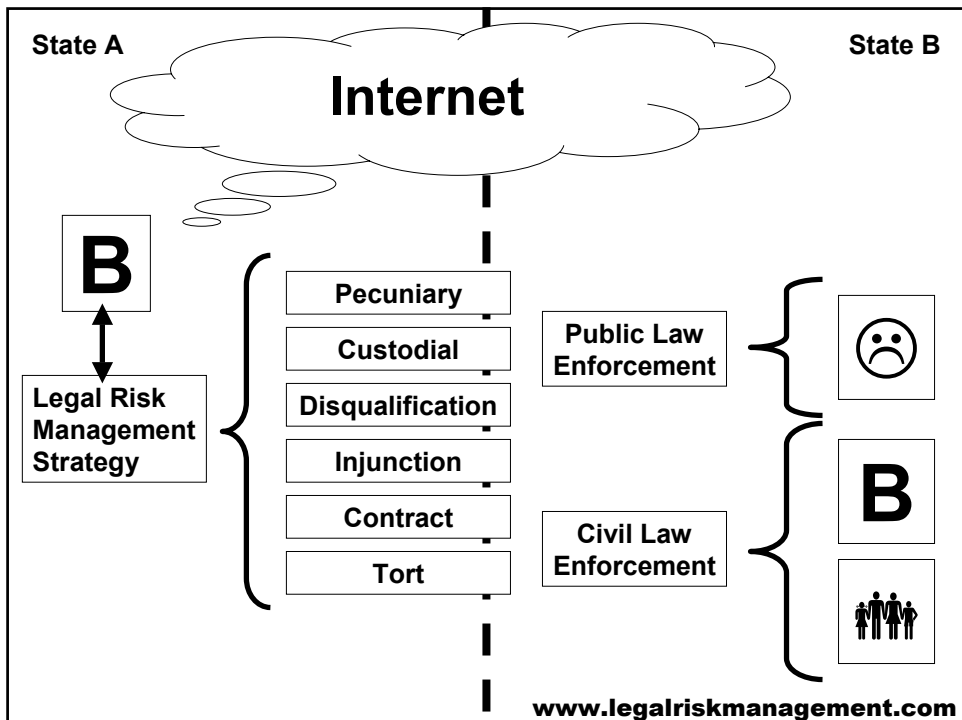 State A
State B
Internet
B
Legal Risk
Management
Strategy
Pecuniary
Custodial
Disqualification
Injunction
Contract
Tort
Public Law
Enforcement
Civil Law
Enforcement
B
www.legalriskmanagement.com